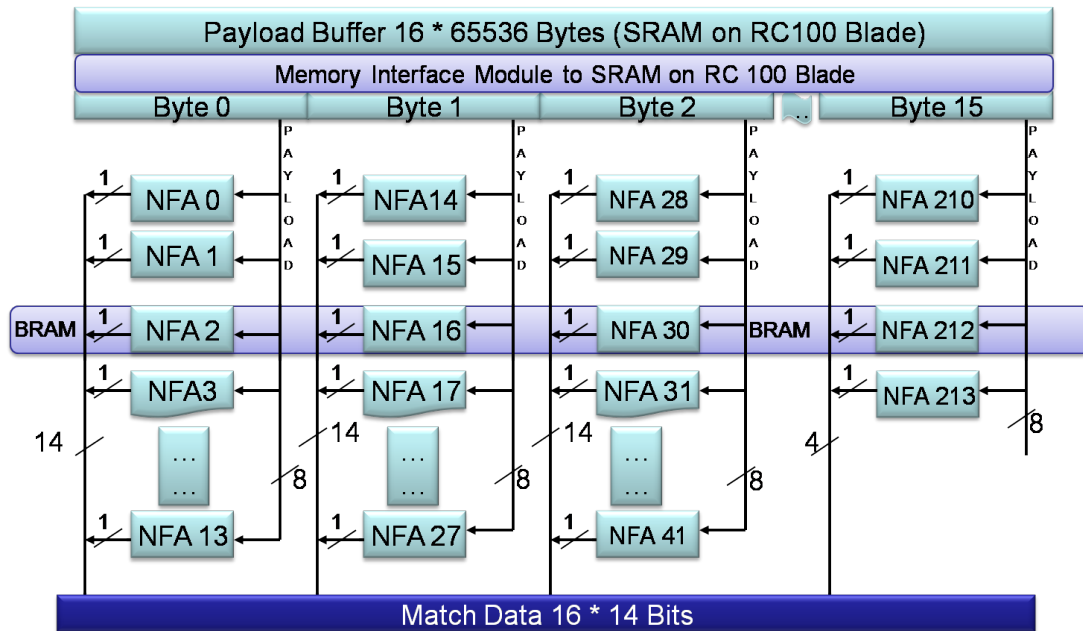 Payload Buffer 16 * 65536 Bytes (SRAM on RC100 Blade)
Memory Interface Module to SRAM on RC 100 Blade
Byte 0 Byte 1 Byte 2 .. Byte 15
PAYLOAD PAYLOAD PAYLOAD PAYLOAD
1 NFA 0 1 NFA14 1 NFA 28 1 NFA 210
1 NFA 1 1 NFA 15 1 NFA 29 1 NFA 211
BRAM 1 NFA 2 1 NFA 16 1 NFA 30 BRAM 1 NFA 212
1 NFA3 1 NFA 17 1 NFA 31 1 NFA 213
14 14 14 4 8
... ... ...
... 8 ... 8 ... 8
1 NFA 13 1 NFA 27 1 NFA 41
Match Data 16 * 14 Bits